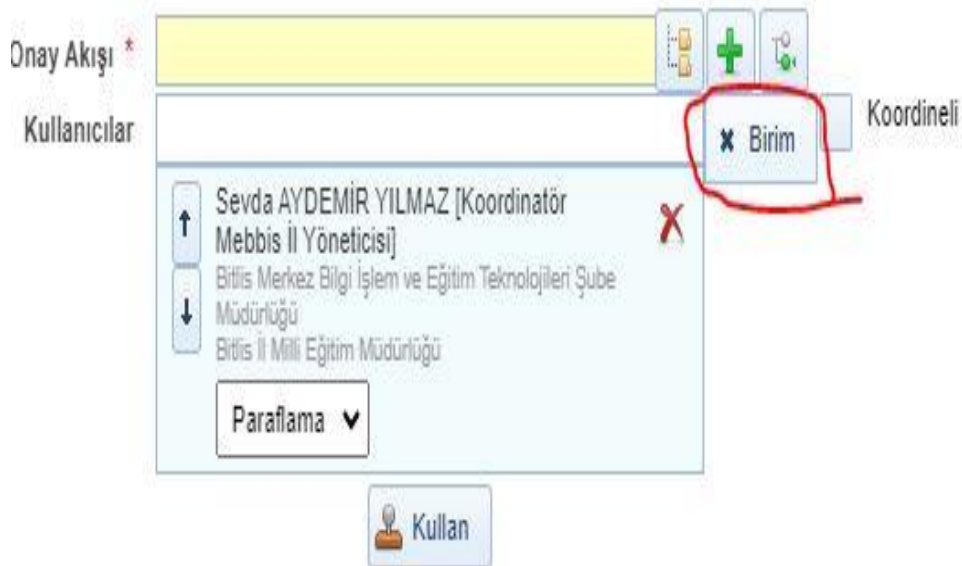 Onay Akışı *
Kullanıcılar
Birim
Koordineli
Sevda AYDEMİR YILMAZ [Koordinatör
Mebbis İl Yöneticisi]
Bitlis Merkez Bilgi İşlem ve Eğitim Teknolojileri Şube
Müdürlüğü
Bitlis İl Milli Eğitim Müdürlüğü
Paraflama
Kullan